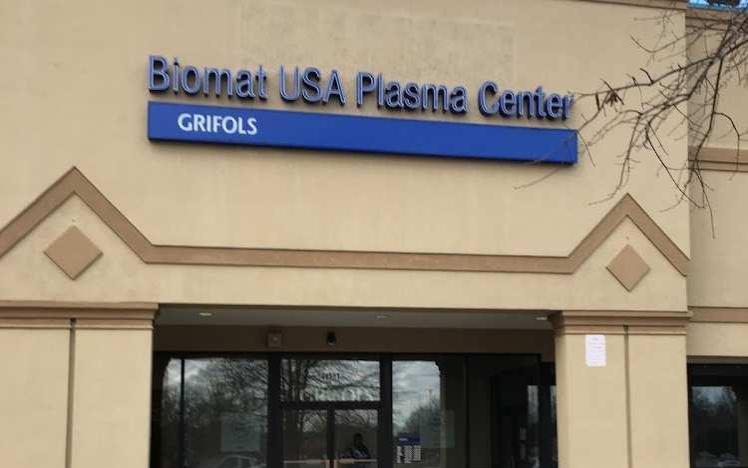 Biomat USA Plasma Center
GRIFOLS